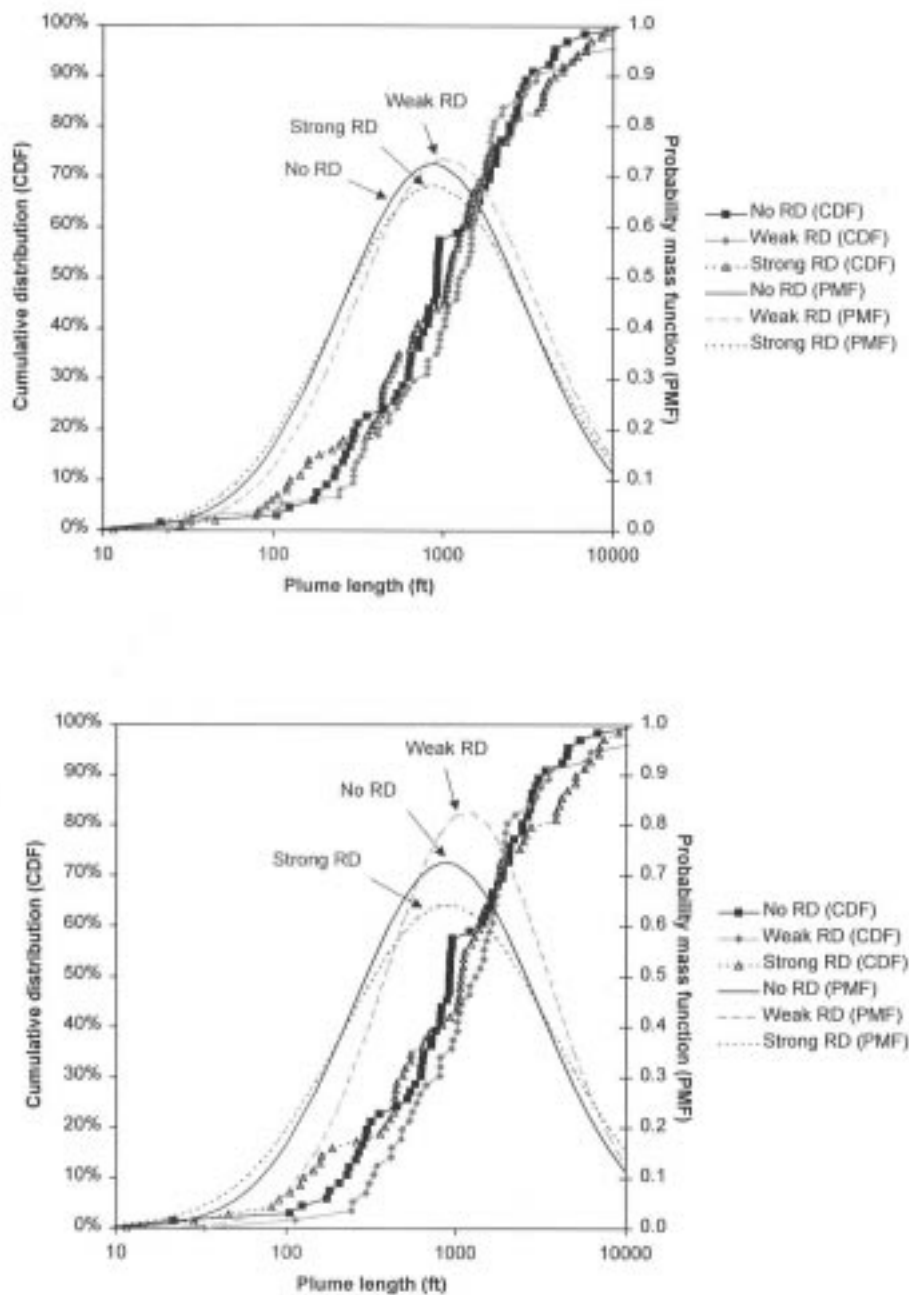 100%
90%
80%
70%
60%
50%
40%
30%
20%
10%
0%
Cumulative distribution (CDF)
1.0
0.9
0.8
0.7
0.6
0.5
0.4
0.3
0.2
0.1
0.0
Probability mass function (PMF)
Weak RD
Strong RD
No RD
10
100
1000
10000
Plume length (ft)
No RD (CDF)
Weak RD (CDF)
Strong RD (CDF)
No RD (PMF)
Weak RD (PMF)
Strong RD (PMF)
100%
90%
80%
70%
60%
50%
40%
30%
20%
10%
0%
Cumulative distribution (CDF)
1.0
0.9
0.8
0.7
0.6
0.5
0.4
0.3
0.2
0.1
0.0
Probability mass function (PMF)
Weak RD
No RD
Strong RD
10
100
1000
10000
Plume length (ft)
No RD (CDF)
Weak RD (CDF)
Strong RD (CDF)
No RD (PMF)
Weak RD (PMF)
Strong RD (PMF)